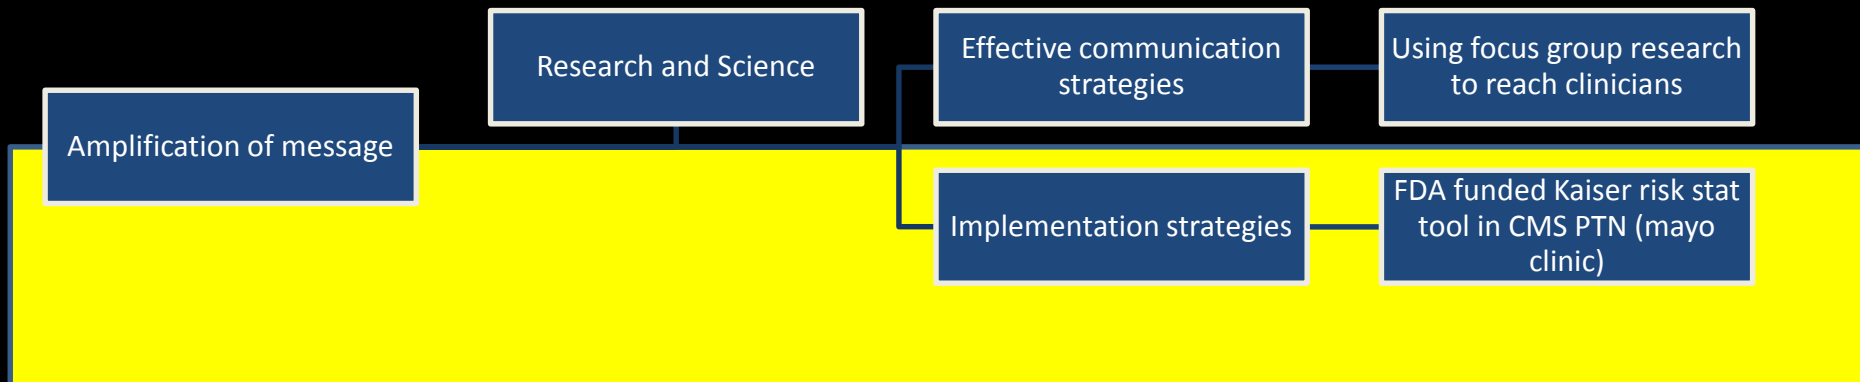 Amplification of message
Research and Science
Effective communication
strategies
Using focus group research
to reach clinicians
Implementation strategies
FDA funded Kaiser risk stat
tool in CMS PTN (mayo
clinic)